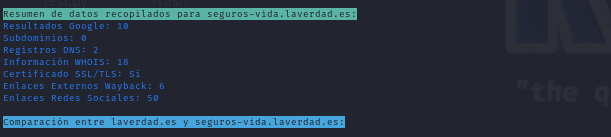 Resumen de datos recopilados para seguros-vida.laverdad.es:
Resultados Google: 10
Subdominios: 0
Registros DNS: 2
Información WHOIS: 18
Certificado SSL/TLS: Sí
Enlaces Externos Wayback: 6
Enlaces Redes Sociales: 50
"the q
Comparación entre laverdad.es y seguros-vida.laverdad.es: